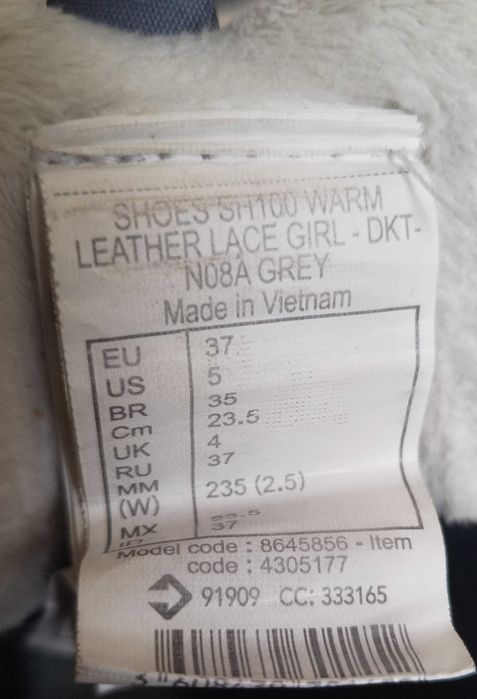 SHOES SH100 WARM
LEATHER LACE GIRL - DKT-
N08A GREY
Made in Vietnam
EU 37
US 5
BR 35
Cm 23.5
UK 4
RU 37
MM 235 (2.5)
(W)
MX 23.5
37
Model code : 8645856 - Item
code : 4305177
91909 CC: 333165